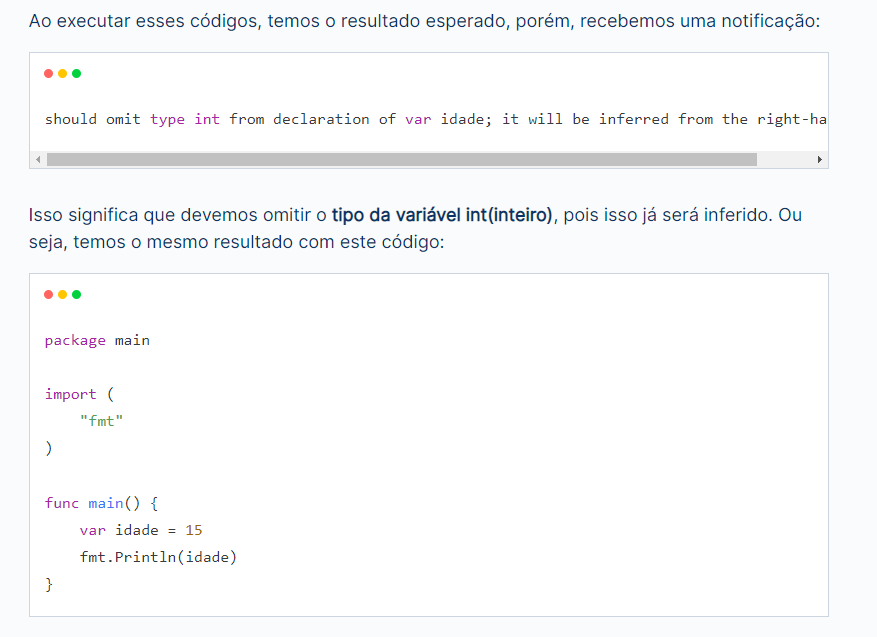 Ao executar esses códigos, temos o resultado esperado, porém, recebemos uma notificação:
should omit type int from declaration of var idade; it will be inferred from the right-ha
Isso significa que devemos omitir o tipo da variável int(inteiro), pois isso já será inferido. Ou
seja, temos o mesmo resultado com este código:
package main
import (
    "fmt"
)
func main() {
    var idade = 15
    fmt.Println(idade)
}